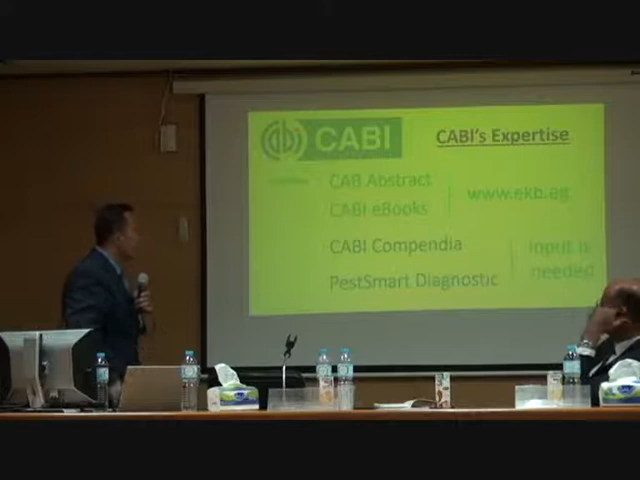 CABI
CABI's Expertise
CAB Abstract
CABI eBooks
www.ekb.eg
CABI Compendia
PestSmart Diagnostic
Input is
needed